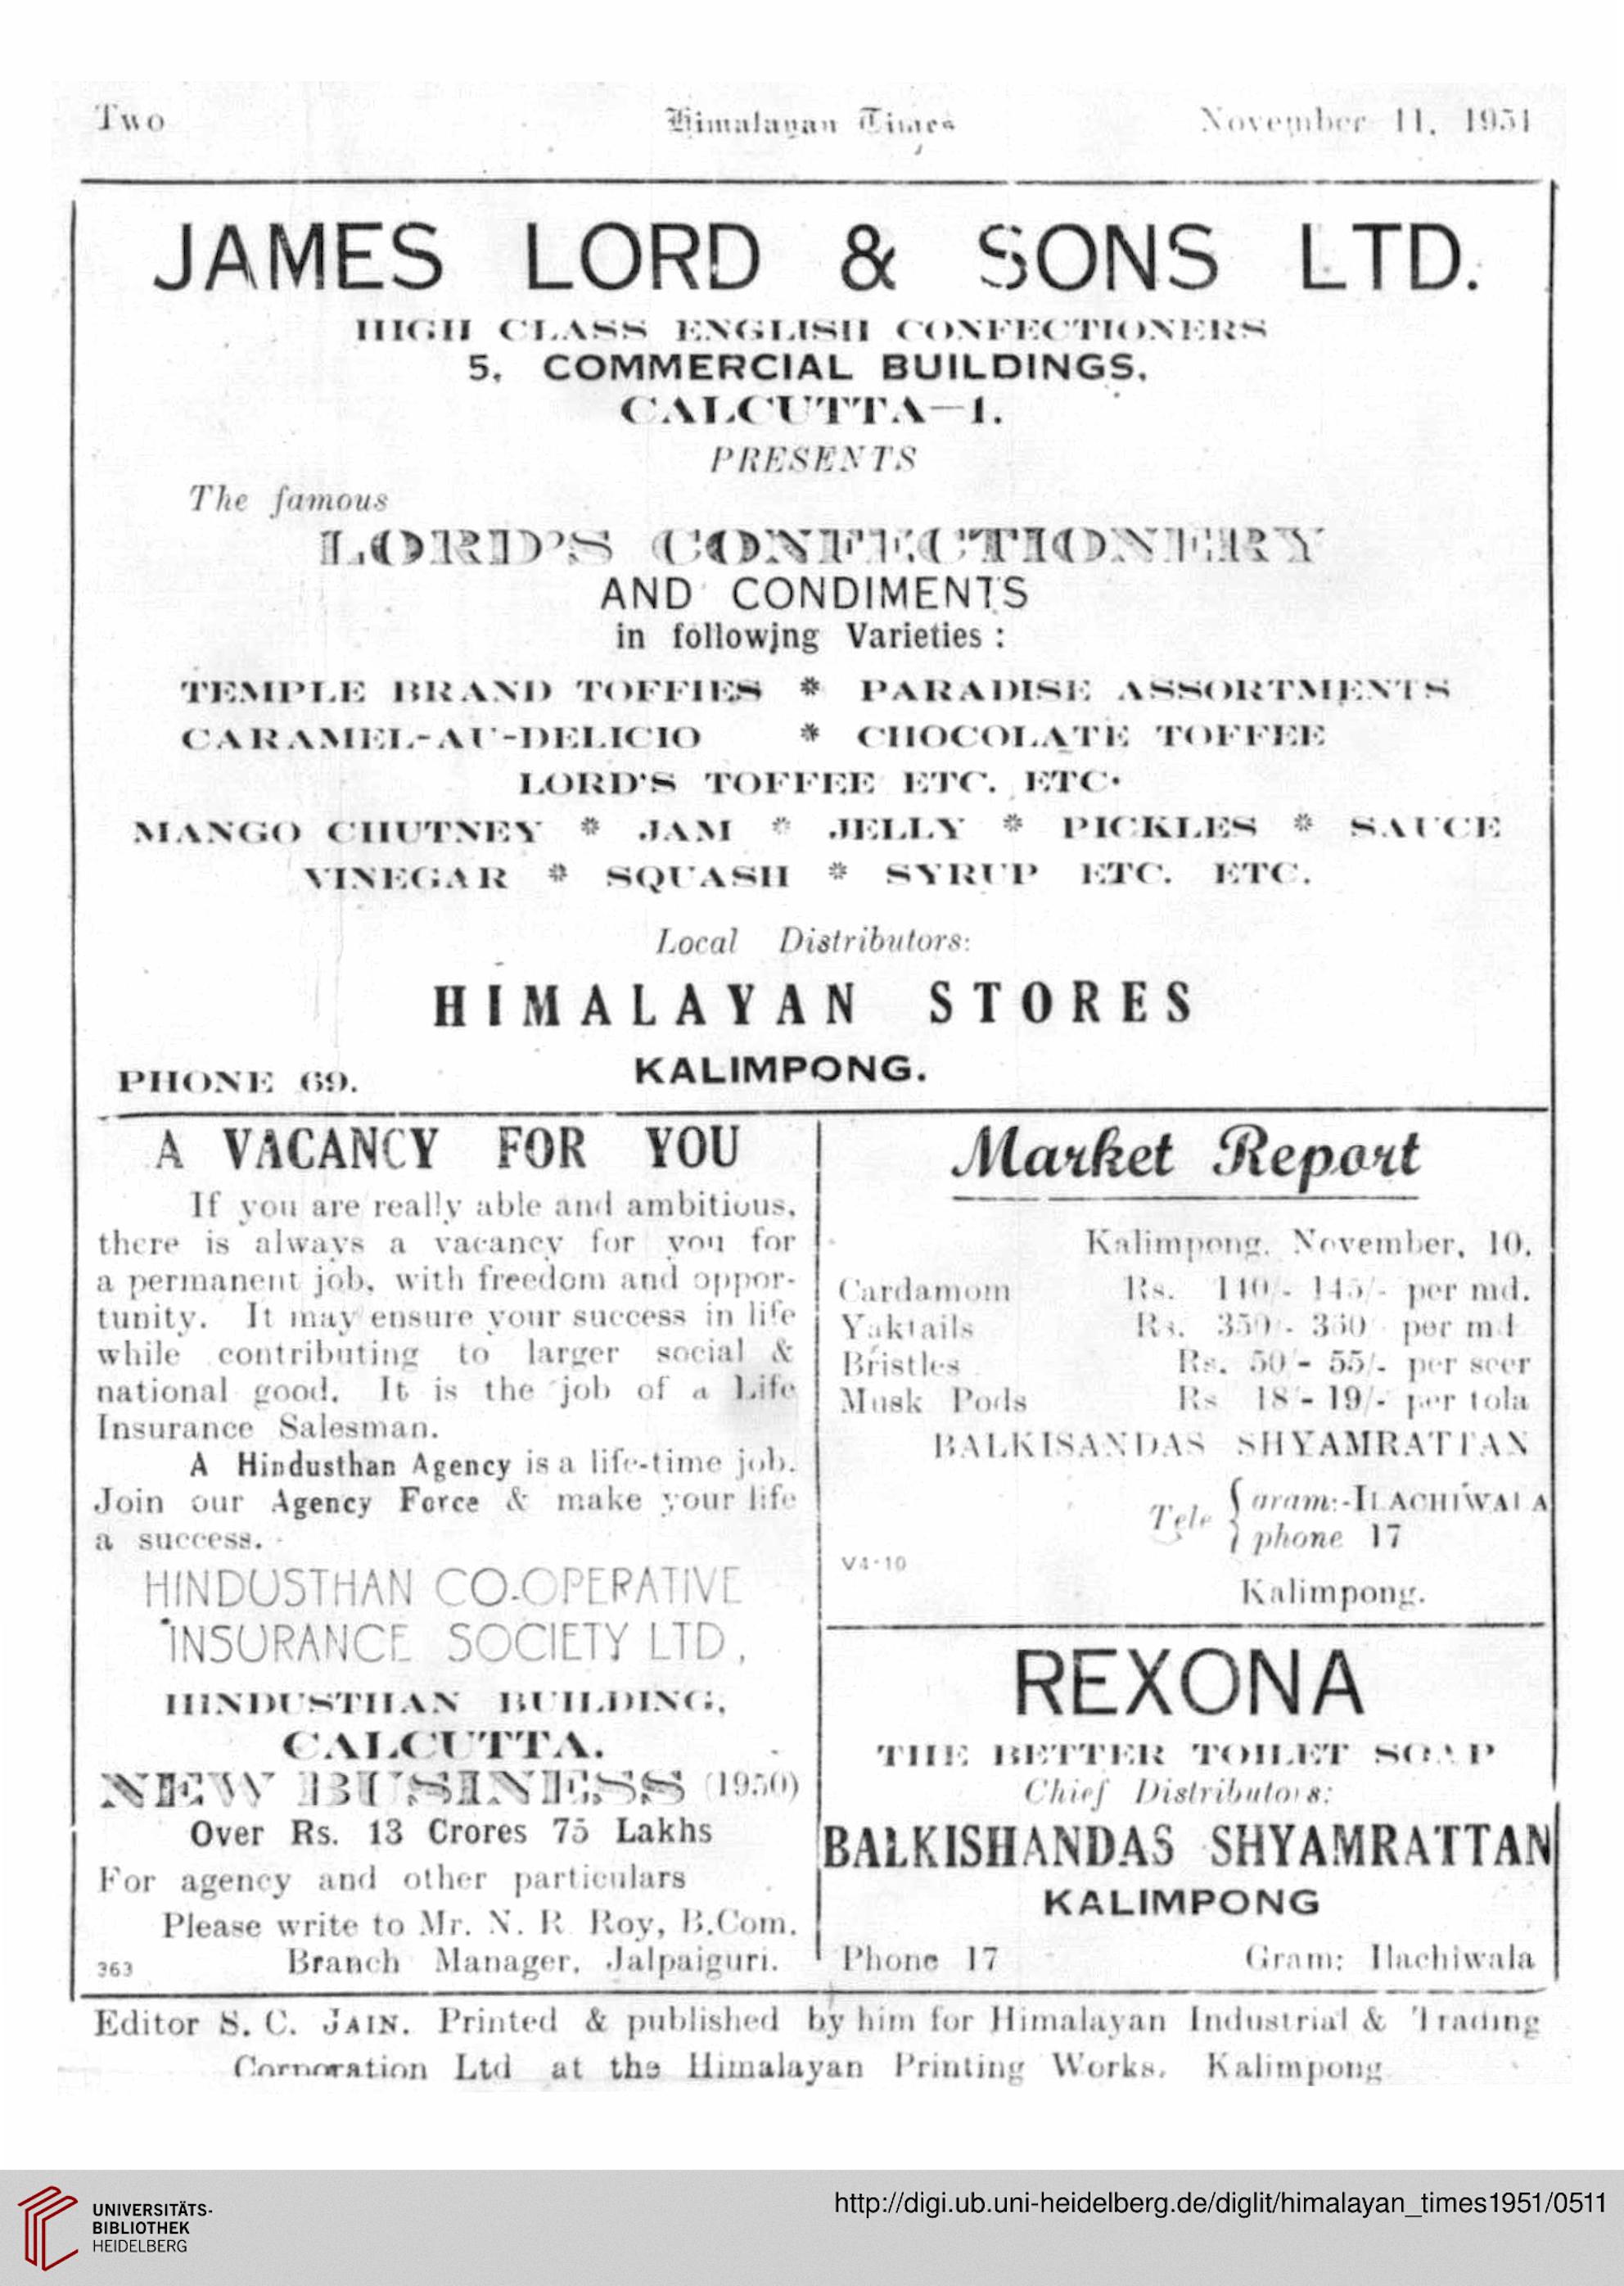 Two Himalayan Times November 11, 1951
JAMES LORD & SONS LTD.
HIGH CLASS ENGLISH CONFECTIONERS
5, COMMERCIAL BUILDINGS,
CALCUTTA—1.
PRESENTS
The famous
LORD'S CONFECTIONERY
AND CONDIMENTS
in following Varieties :
TEMPLE BRAND TOFFIES * PARADISE ASSORTMENTS
CARAMEL-AU-DELICIO * CHOCOLATE TOFFEE
LORD'S TOFFEE ETC. ETC.
MANGO CHUTNEY * JAM * JELLY * PICKLES * SAUCE
VINEGAR * SQUASH * SYRUP ETC. ETC.
Local Distributors:
HIMALAYAN STORES
KALIMPONG.
PHONE 69.
A VACANCY FOR YOU
If you are really able and ambitious,
there is always a vacancy for you for
a permanent job, with freedom and oppor-
tunity. It may ensure your success in life
while contributing to larger social &
national good. It is the job of a Life
Insurance Salesman.
A Hindusthan Agency is a life-time job.
Join our Agency Force & make your life
a success.
HINDUSTHAN CO-OPERATIVE
INSURANCE SOCIETY LTD,
HINDUSTHAN BUILDING,
CALCUTTA.
NEW BUSINESS (1950)
Over Rs. 13 Crores 75 Lakhs
For agency and other particulars
Please write to Mr. N. R Roy, B.Com.
363 Branch Manager, Jalpaiguri.
Market Report
Kalimpong, November, 10,
Cardamom Rs. 140/- 145/- per md.
Yaktails Rs. 350/- 360 per md
Bristles Rs. 50/- 55/- per seer
Musk Pods Rs 18/- 19/- per tola
BALKISANDAS SHYAMRATTAN
Tele { gram:-ILACHIWALA
phone 17
V4-10
Kalimpong.
REXONA
THE BETTER TOILET SOAP
Chief Distributors:
BALKISHANDAS SHYAMRATTAN
KALIMPONG
Phone 17 Gram: Ilachiwala
Editor S. C. JAIN. Printed & published by him for Himalayan Industrial & Trading
Corporation Ltd at the Himalayan Printing Works, Kalimpong
UNIVERSITÄTS-
BIBLIOTHEK
HEIDELBERG
http://digi.ub.uni-heidelberg.de/diglit/himalayan_times1951/0511